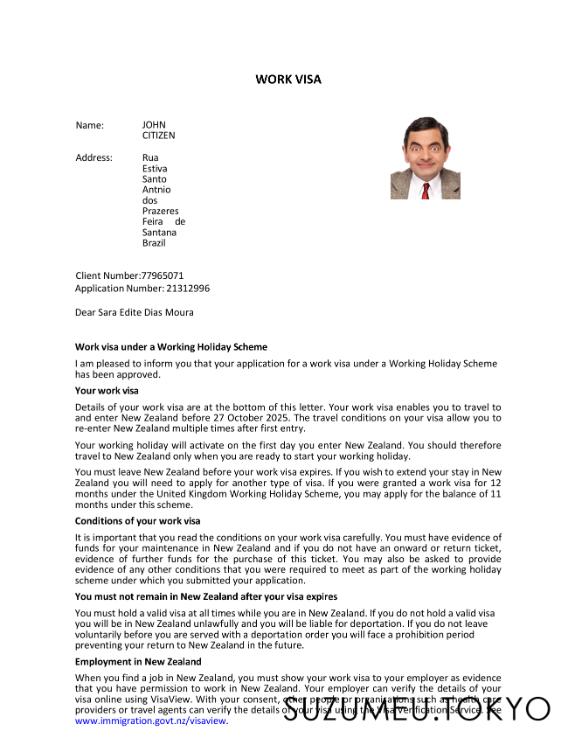 WORK VISA
Name: JOHN
CITIZEN
Address: Rua
Estiva
Santo
Antnio
dos
Prazeres
Feira de
Santana
Brazil
Client Number:77965071
Application Number: 21312996
Dear Sara Edite Dias Moura
Work visa under a Working Holiday Scheme
I am pleased to inform you that your application for a work visa under a Working Holiday Scheme
has been approved.
Your work visa
Details of your work visa are at the bottom of this letter. Your work visa enables you to travel to
and enter New Zealand before 27 October 2025. The travel conditions on your visa allow you to
re-enter New Zealand multiple times after first entry.
Your working holiday will activate on the first day you enter New Zealand. You should therefore
travel to New Zealand only when you are ready to start your working holiday.
You must leave New Zealand before your work visa expires. If you wish to extend your stay in New
Zealand you will need to apply for another type of visa. If you were granted a work visa for 12
months under the United Kingdom Working Holiday Scheme, you may apply for the balance of 11
months under this scheme.
Conditions of your work visa
It is important that you read the conditions on your work visa carefully. You must have evidence of
funds for your maintenance in New Zealand and if you do not have an onward or return ticket,
evidence of further funds for the purchase of this ticket. You may also be asked to provide
evidence of any other conditions that you were required to meet as part of the working holiday
scheme under which you submitted your application.
You must not remain in New Zealand after your visa expires
You must hold a valid visa at all times while you are in New Zealand. If you do not hold a valid visa
you will be in New Zealand unlawfully and you will be liable for deportation. If you do not leave
voluntarily before you are served with a deportation order you will face a prohibition period
preventing your return to New Zealand in the future.
Employment in New Zealand
When you find a job in New Zealand, you must show your work visa to your employer as evidence
that you have permission to work in New Zealand. Your employer can verify the details of your
visa online using VisaView. With your consent, other people or organisations such as health care
providers or travel agents can verify the details of your visa using the Visa Verification Service. See
www.immigration.govt.nz/visaview.
SUZUMEU.TOKYO